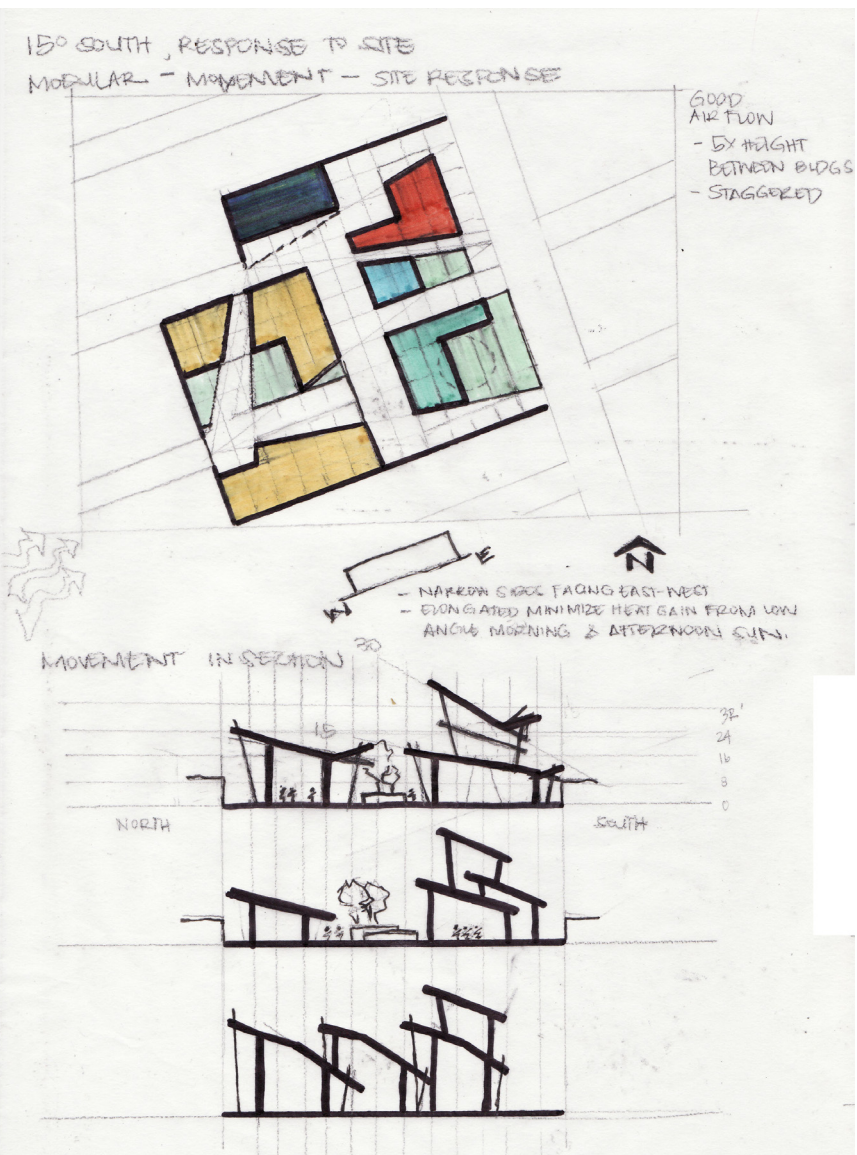 15° SOUTH, RESPONSE TO SITE
MODULAR - MOVEMENT - SITE RESPONSE
GOOD
AIR FLOW
- 5X HEIGHT
BETWEEN BLDGS
- STAGGERED
E
W
N
- NARROW SIDES FACING EAST-WEST
- ELONGATED MINIMIZE HEAT GAIN FROM LOW
ANGLE MORNING & AFTERNOON SUN.
MOVEMENT IN SECTION
30
15
32'
24
16
8
0
NORTH
SOUTH